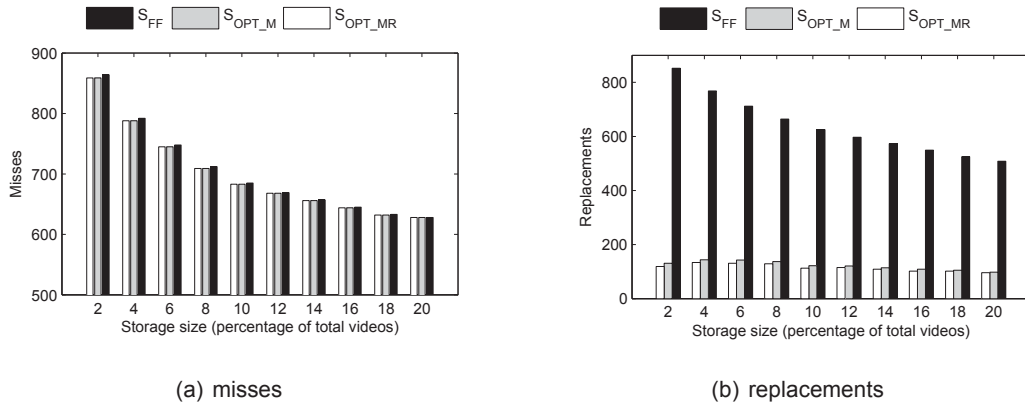 S_FF S_OPT_M S_OPT_MR
900
800
700
600
500
Misses
2 4 6 8 10 12 14 16 18 20
Storage size (percentage of total videos)
(a) misses
S_FF S_OPT_M S_OPT_MR
800
600
400
200
0
Replacements
2 4 6 8 10 12 14 16 18 20
Storage size (percentage of total videos)
(b) replacements